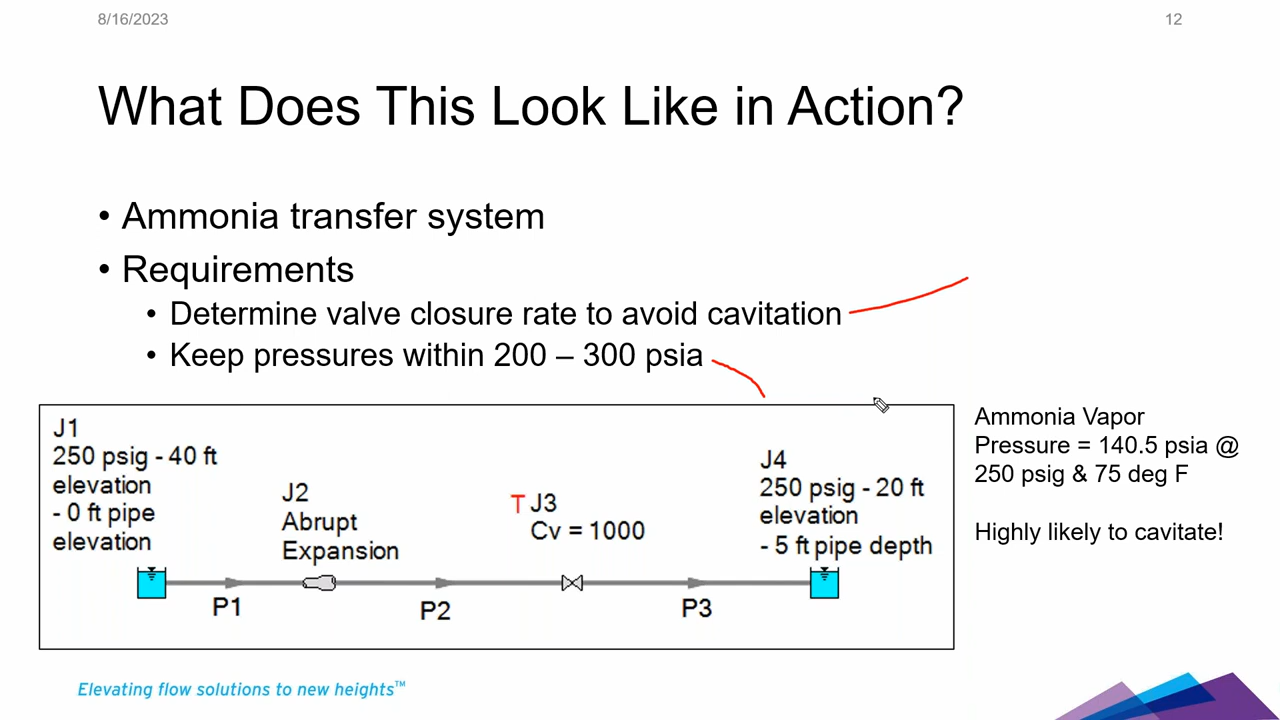 8/16/2023
12
What Does This Look Like in Action?
• Ammonia transfer system
• Requirements
• Determine valve closure rate to avoid cavitation
• Keep pressures within 200 – 300 psia
J1
250 psig - 40 ft
elevation
- 0 ft pipe
elevation
J2
Abrupt
Expansion
T J3
Cv = 1000
J4
250 psig - 20 ft
elevation
- 5 ft pipe depth
P1
P2
P3
Ammonia Vapor
Pressure = 140.5 psia @
250 psig & 75 deg F
Highly likely to cavitate!
Elevating flow solutions to new heights™